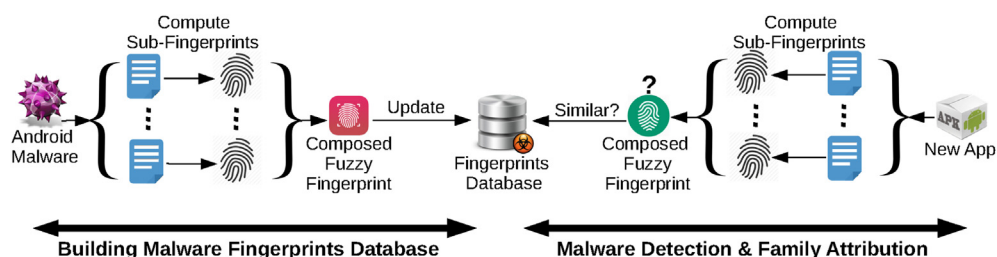 Compute
Sub-Fingerprints
Android
Malware
Composed
Fuzzy
Fingerprint
Update
Fingerprints
Database
Similar?
?
Composed
Fuzzy
Fingerprint
Compute
Sub-Fingerprints
APK
New App
Building Malware Fingerprints Database
Malware Detection & Family Attribution